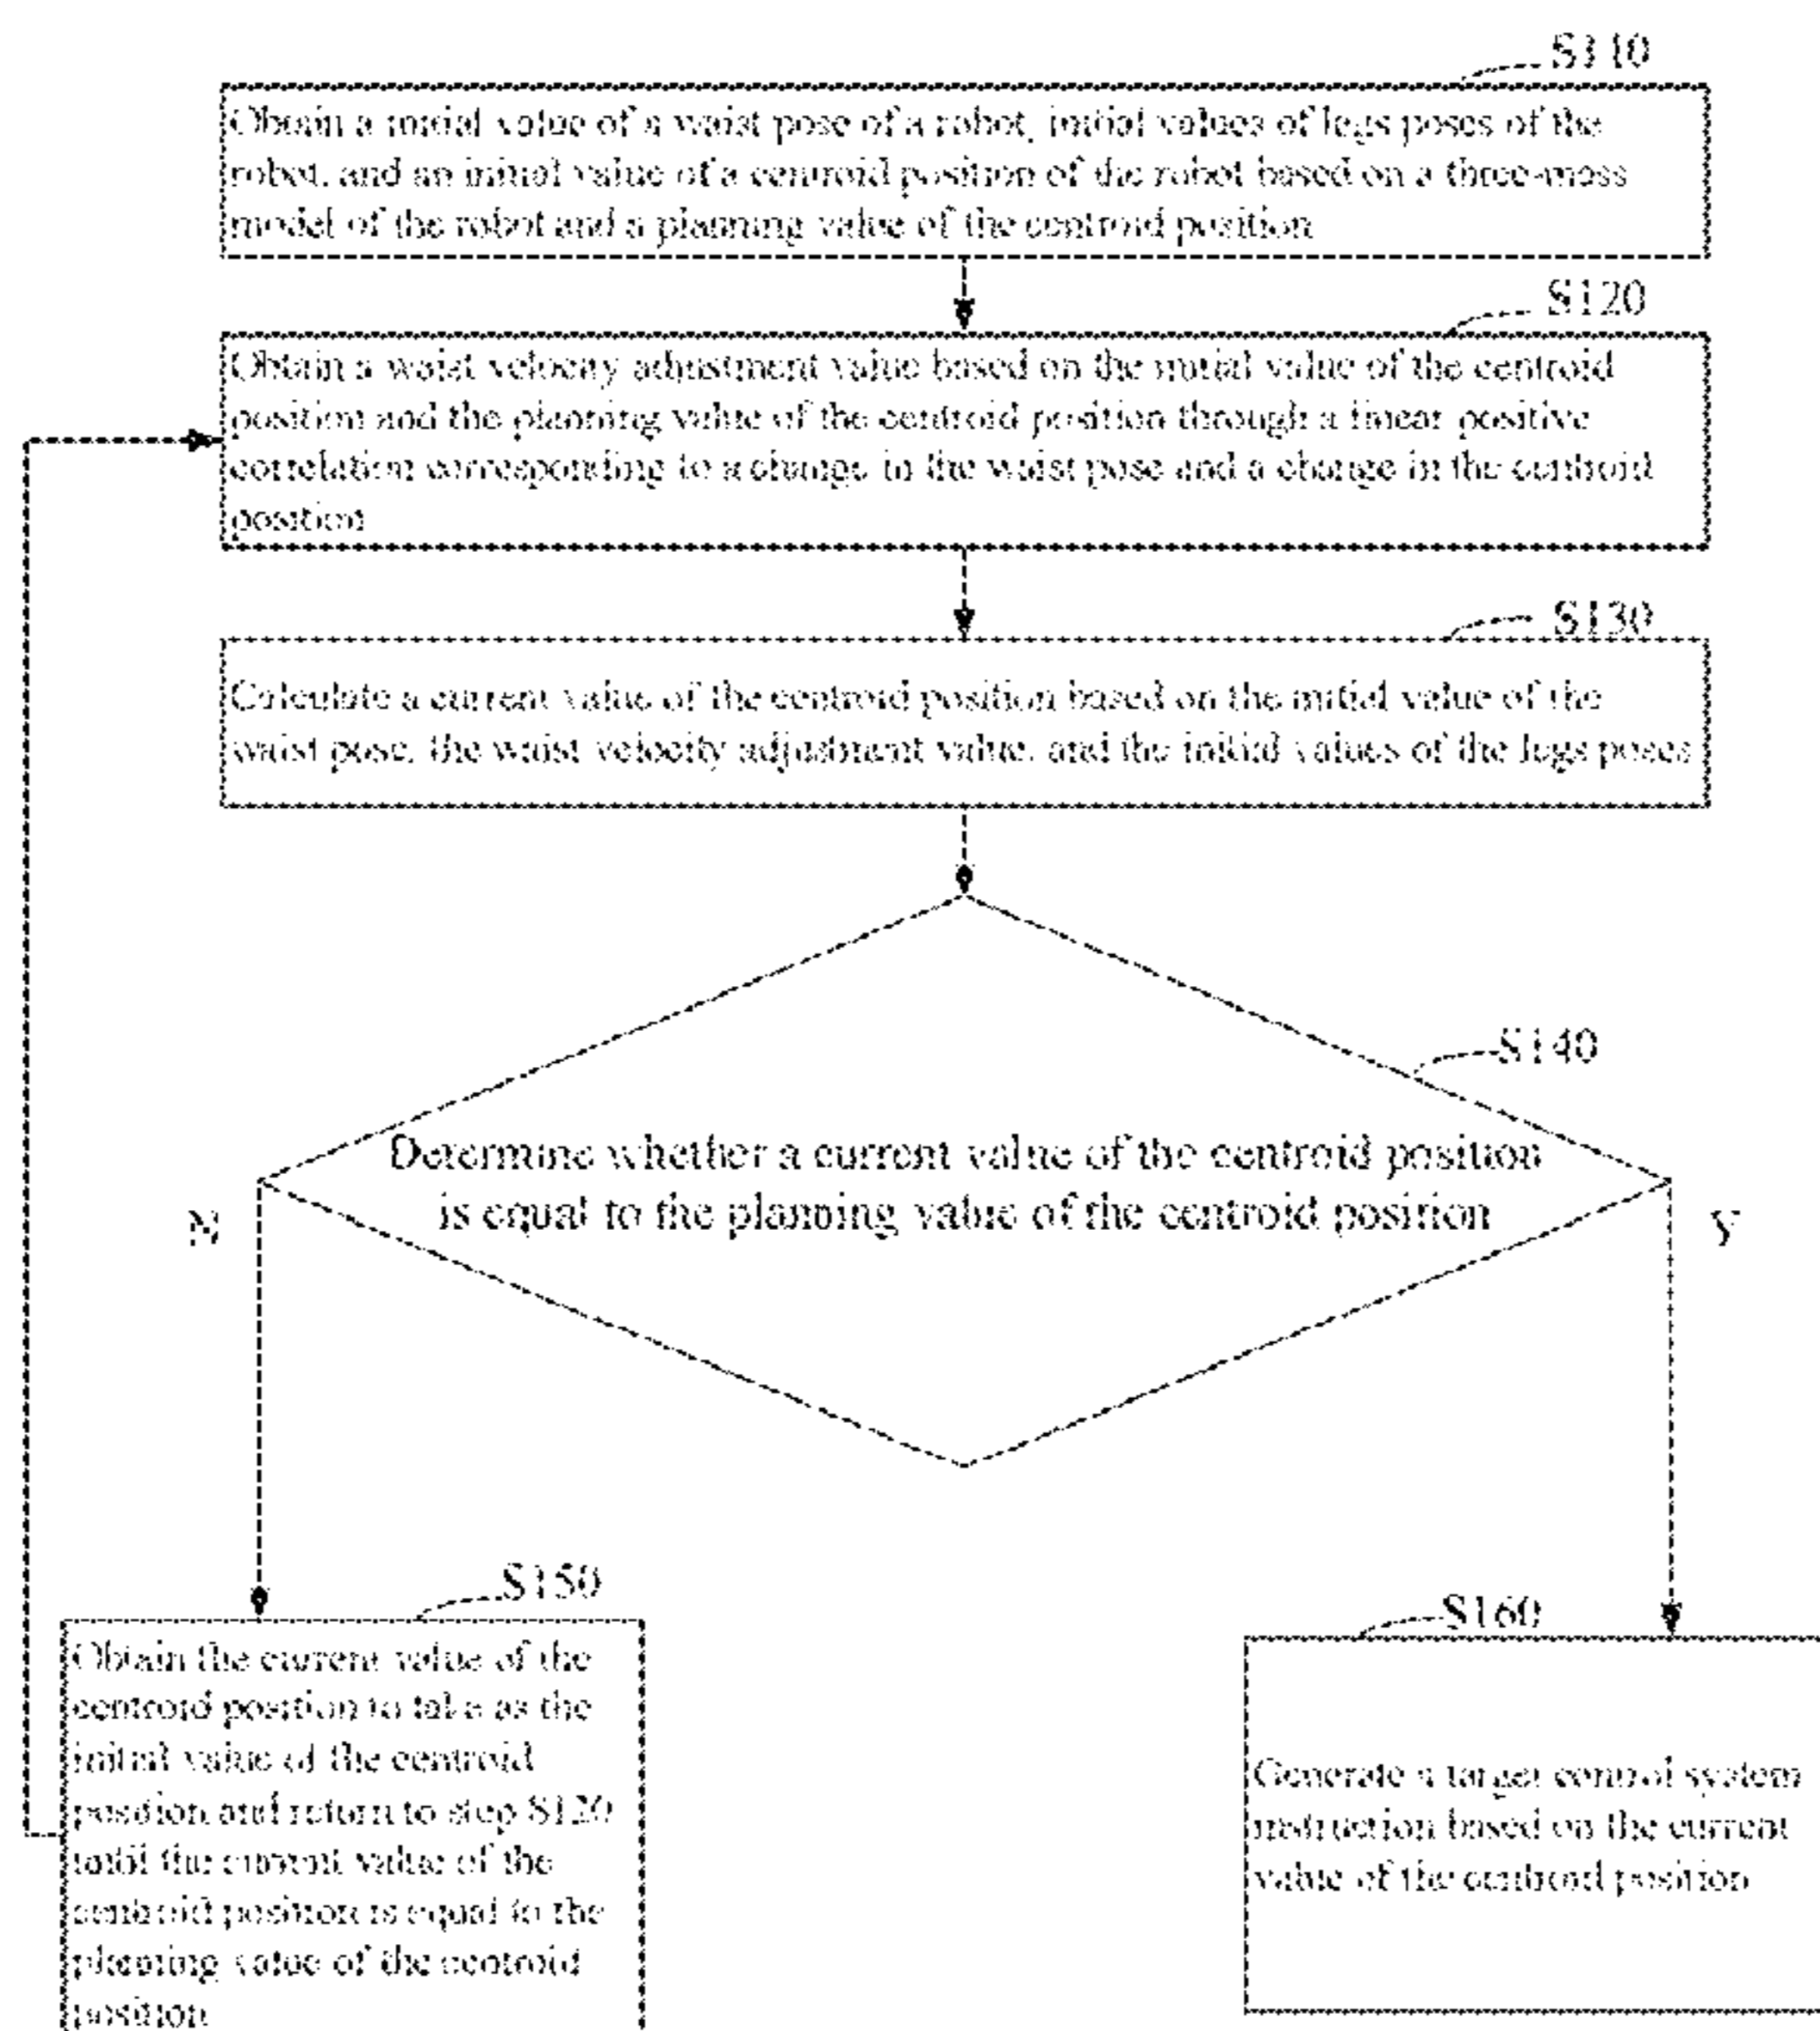 S110
Obtain a initial value of a waist pose of a robot, initial values of legs poses of the
robot, and an initial value of a centroid position of the robot based on a three-mass
model of the robot and a planning value of the centroid position
S120
Obtain a waist velocity adjustment value based on the initial value of the centroid
position and the planning value of the centroid position through a linear positive
correlation corresponding to a change in the waist pose and a change in the centroid
position
S130
Calculate a current value of the centroid position based on the initial value of the
waist pose, the waist velocity adjustment value, and the initial values of the legs poses
S140
Determine whether a current value of the centroid position
is equal to the planning value of the centroid position
N
Y
S150
Obtain the current value of the
centroid position to take as the
initial value of the centroid
position and return to step S120
until the current value of the
centroid position is equal to the
planning value of the centroid
position
S160
Generate a target control system
instruction based on the current
value of the centroid position